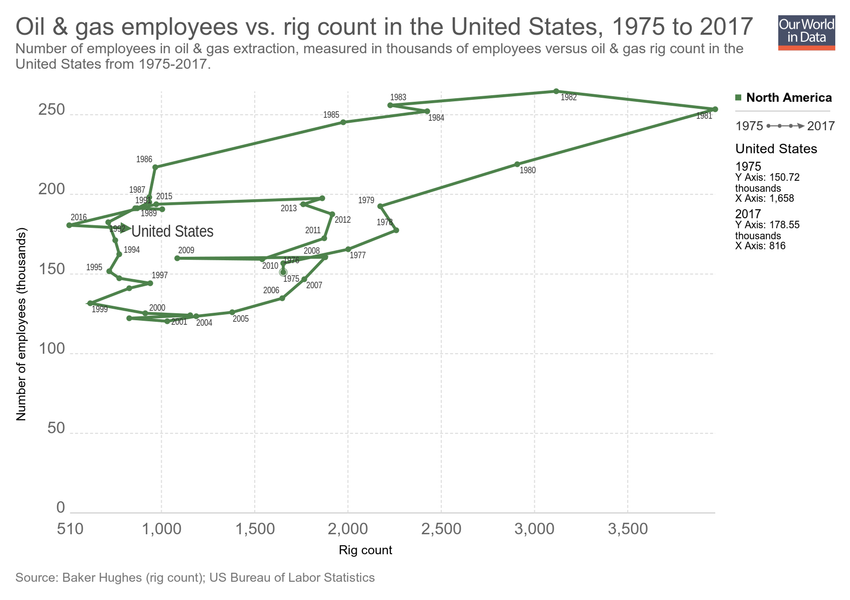 Oil & gas employees vs. rig count in the United States, 1975 to 2017
Number of employees in oil & gas extraction, measured in thousands of employees versus oil & gas rig count in the
United States from 1975-2017.
Our World
in Data
North America
1975
2017
United States
1975
Y Axis: 150.72
thousands
X Axis: 1,658
2017
Y Axis: 178.55
thousands
X Axis: 816
Number of employees (thousands)
250
200
150
100
50
0
1983
1982
1981
1984
1985
1986
1980
1987
2015
1989
1979
1978
2013
2012
2016
United States
2011
1977
1994
2009
2008
2010
1976
1995
1997
1975
2007
2006
1999
2000
2001
2004
2005
510
1,000
1,500
2,000
2,500
3,000
3,500
Rig count
Source: Baker Hughes (rig count); US Bureau of Labor Statistics